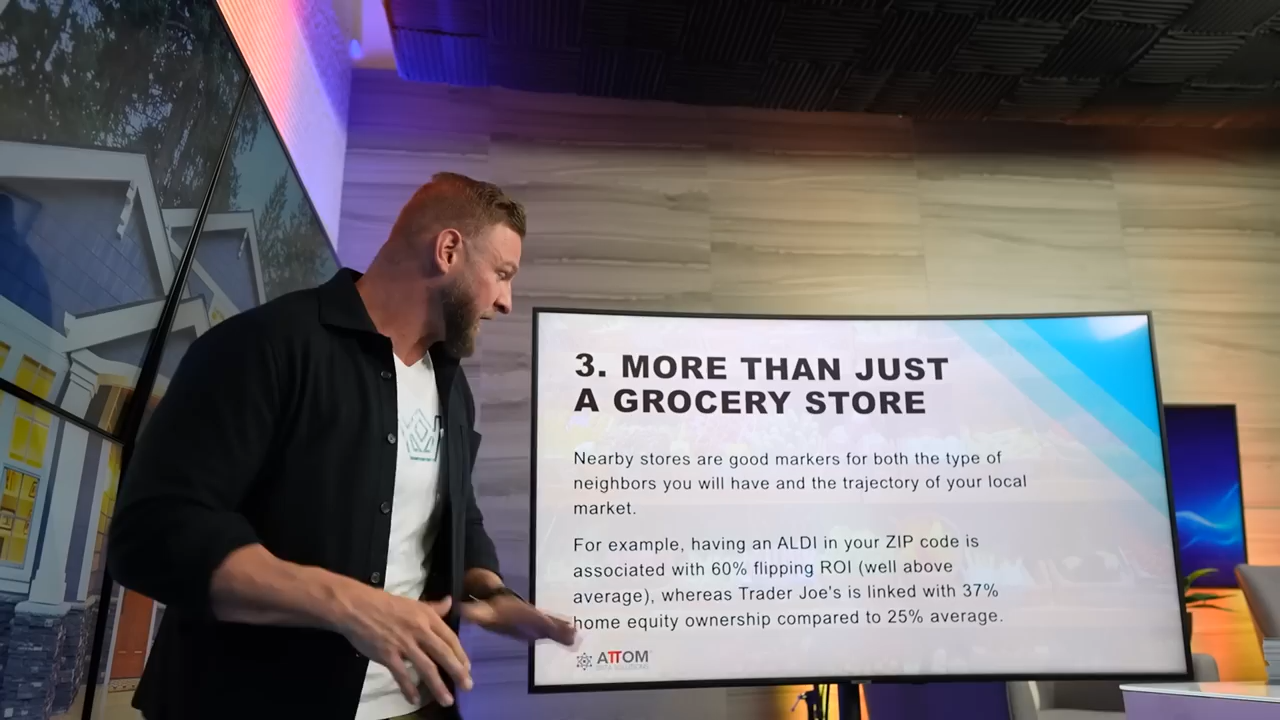 3. MORE THAN JUST
A GROCERY STORE
Nearby stores are good markers for both the type of
neighbors you will have and the trajectory of your local
market.
For example, having an ALDI in your ZIP code is
associated with 60% flipping ROI (well above
average), whereas Trader Joe's is linked with 37%
home equity ownership compared to 25% average.
ATTOM
DATA SOLUTIONS